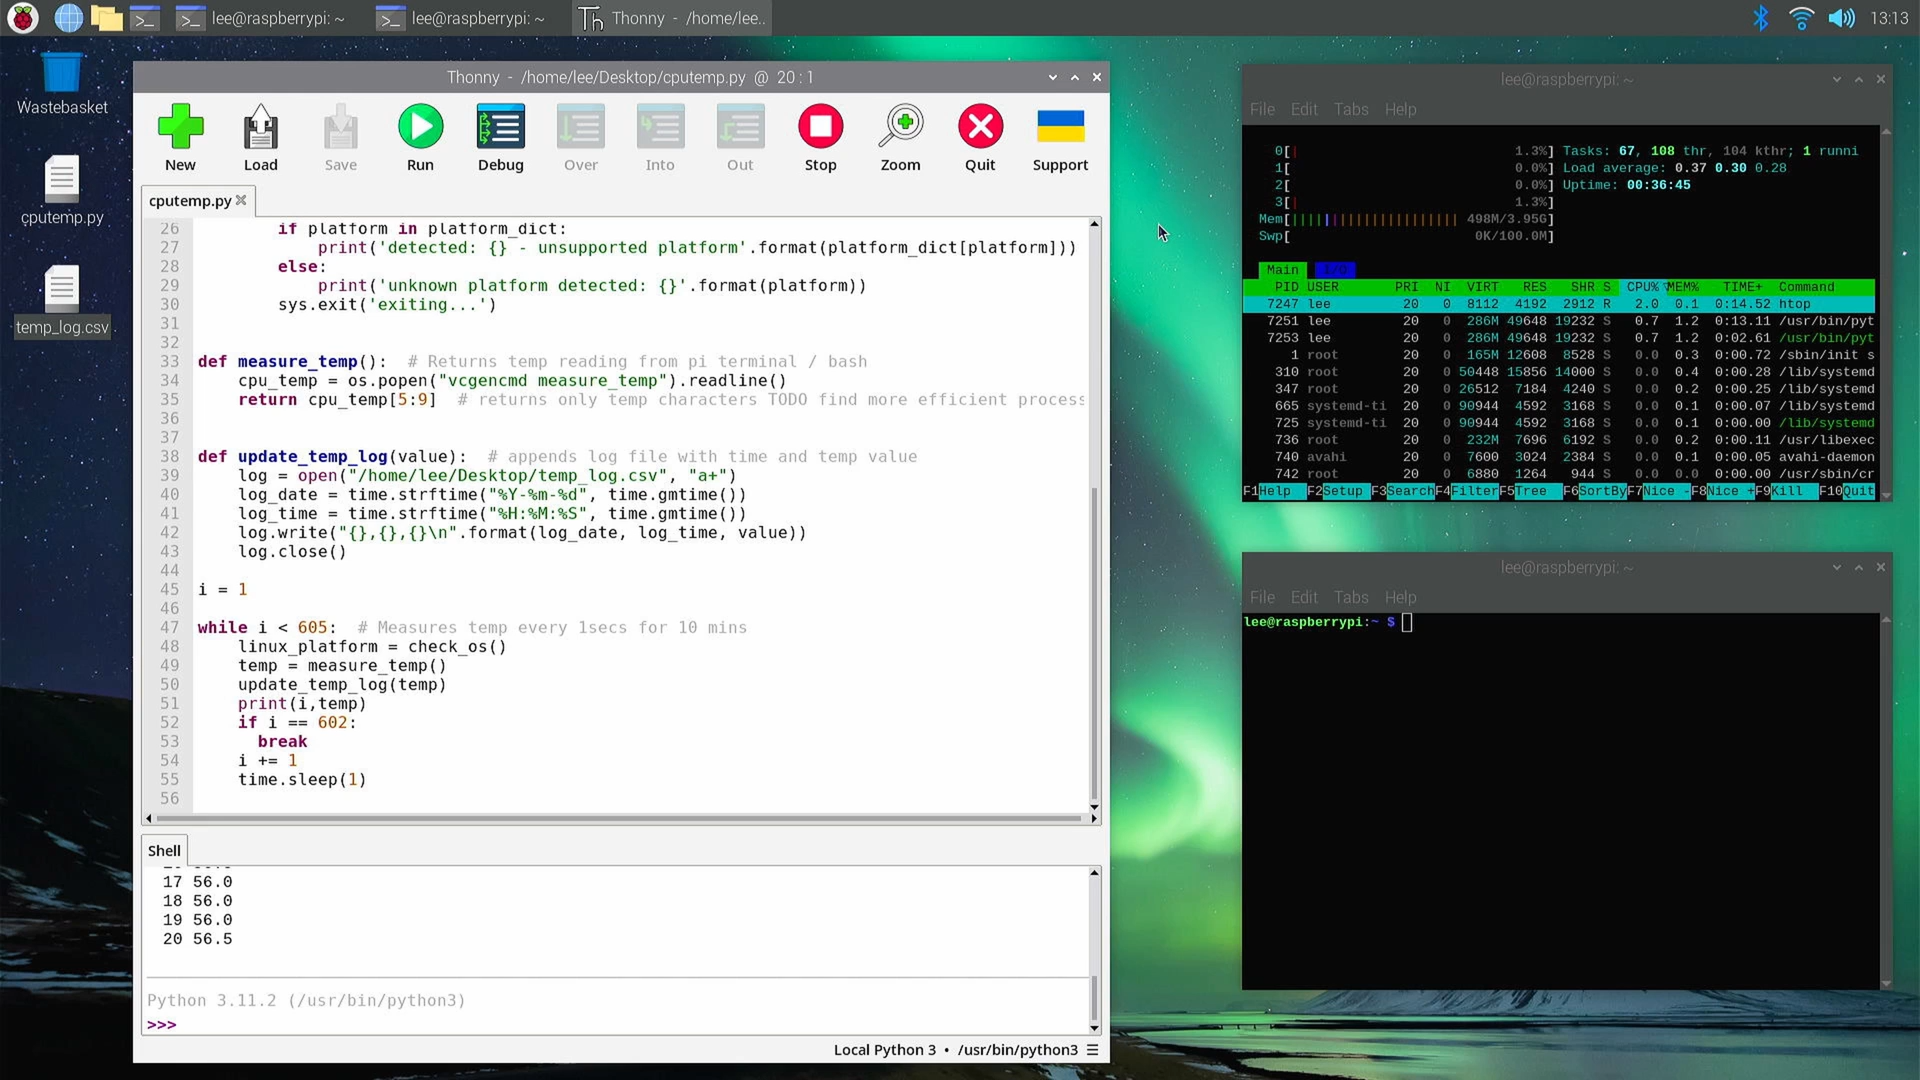 lee@raspberrypi: ~
lee@raspberrypi: ~
Thonny - /home/lee..
13:13
Wastebasket
cputemp.py
temp_log.csv
Thonny - /home/lee/Desktop/cputemp.py @ 20 : 1
New
Load
Save
Run
Debug
Over
Into
Out
Stop
Zoom
Quit
Support
cputemp.py
26 if platform in platform_dict:
27 print('detected: {} - unsupported platform'.format(platform_dict[platform]))
28 else:
29 print('unknown platform detected: {}'.format(platform))
30 sys.exit('exiting...')
31
32
33 def measure_temp(): # Returns temp reading from pi terminal / bash
34 cpu_temp = os.popen("vcgencmd measure_temp").readline()
35 return cpu_temp[5:9] # returns only temp characters TODO find more efficient process
36
37
38 def update_temp_log(value): # appends log file with time and temp value
39 log = open("/home/lee/Desktop/temp_log.csv", "a+")
40 log_date = time.strftime("%Y-%m-%d", time.gmtime())
41 log_time = time.strftime("%H:%M:%S", time.gmtime())
42 log.write("{},{},{}\n".format(log_date, log_time, value))
43 log.close()
44
45 i = 1
46
47 while i < 605: # Measures temp every 1secs for 10 mins
48 linux_platform = check_os()
49 temp = measure_temp()
50 update_temp_log(temp)
51 print(i,temp)
52 if i == 602:
53 break
54 i += 1
55 time.sleep(1)
56
Shell
17 56.0
18 56.0
19 56.0
20 56.5
Python 3.11.2 (/usr/bin/python3)
>>>
Local Python 3 • /usr/bin/python3 ☰
lee@raspberrypi: ~
File Edit Tabs Help
0[| 1.3%] Tasks: 67, 108 thr, 104 kthr; 1 runni
1[ 0.0%] Load average: 0.37 0.30 0.28
2[ 0.0%] Uptime: 00:36:45
3[| 1.3%]
Mem[|||||||||||||||||||| 498M/3.95G]
Swp[ 0K/100.0M]
Main I/O
PID USER PRI NI VIRT RES SHR S CPU%▽MEM% TIME+ Command
7247 lee 20 0 8112 4192 2912 R 2.0 0.1 0:14.52 htop
7251 lee 20 0 286M 49648 19232 S 0.7 1.2 0:13.11 /usr/bin/pyt
7253 lee 20 0 286M 49648 19232 S 0.7 1.2 0:02.61 /usr/bin/pyt
1 root 20 0 165M 12608 8528 S 0.0 0.3 0:00.72 /sbin/init s
310 root 20 0 50448 15856 14000 S 0.0 0.4 0:00.28 /lib/systemd
347 root 20 0 26512 7184 4240 S 0.0 0.2 0:00.25 /lib/systemd
665 systemd-ti 20 0 90944 4592 3168 S 0.0 0.1 0:00.07 /lib/systemd
725 systemd-ti 20 0 90944 4592 3168 S 0.0 0.1 0:00.00 /lib/systemd
736 root 20 0 232M 7696 6192 S 0.0 0.2 0:00.11 /usr/libexec
740 avahi 20 0 7600 3024 2384 S 0.0 0.1 0:00.05 avahi-daemon
742 root 20 0 6880 1264 944 S 0.0 0.0 0:00.00 /usr/sbin/cr
F1Help F2Setup F3SearchF4FilterF5Tree F6SortByF7Nice -F8Nice +F9Kill F10Quit
lee@raspberrypi: ~
File Edit Tabs Help
lee@raspberrypi:~ $